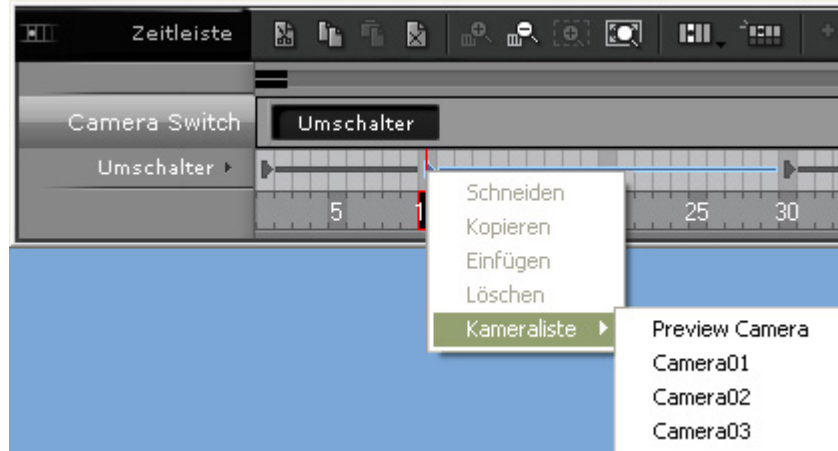 Zeitleiste
Camera Switch
Umschalter
Umschalter
5
25
30
Schneiden
Kopieren
Einfügen
Löschen
Kameraliste
Preview Camera
Camera01
Camera02
Camera03